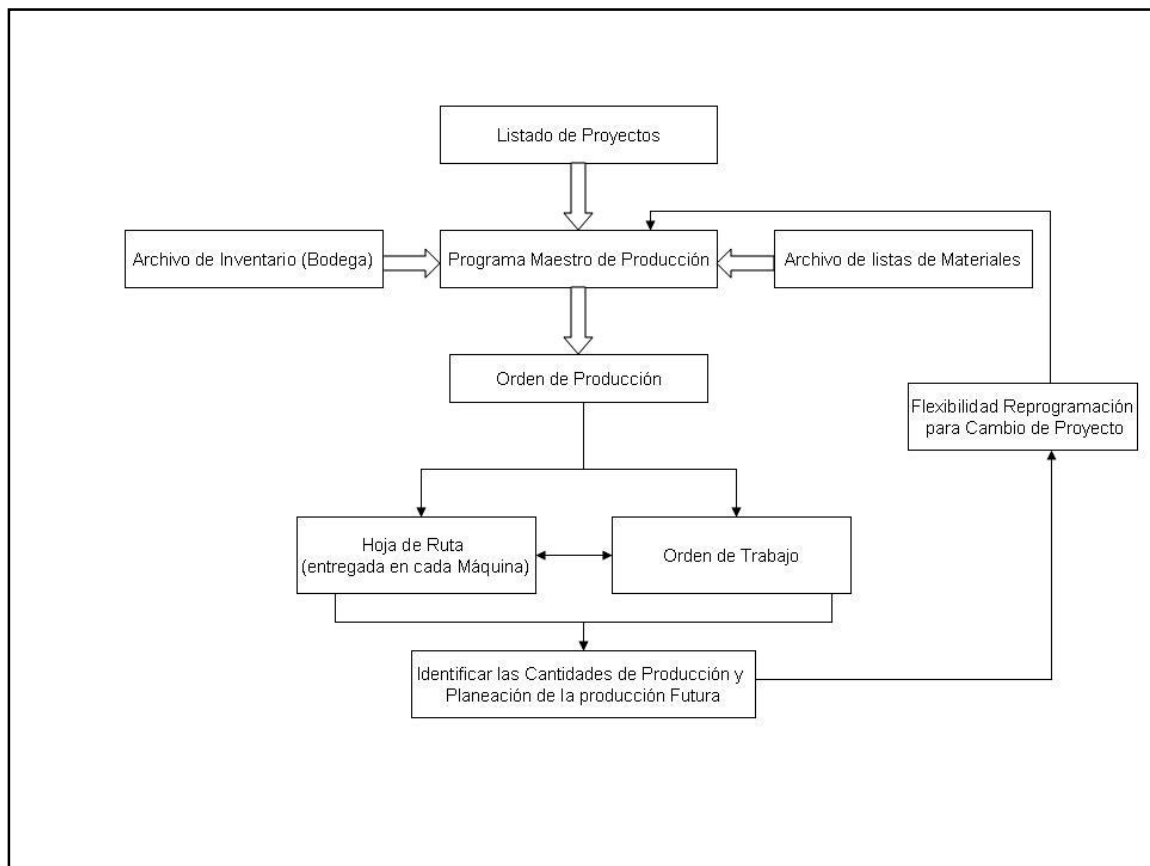 Listado de Proyectos
Archivo de Inventario (Bodega)
Programa Maestro de Producción
Archivo de listas de Materiales
Orden de Producción
Flexibilidad Reprogramación
para Cambio de Proyecto
Hoja de Ruta
(entregada en cada Máquina)
Orden de Trabajo
Identificar las Cantidades de Producción y
Planeación de la producción Futura